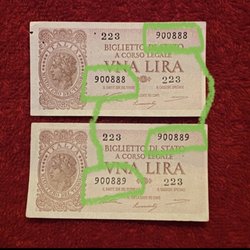 223 900888
BIGLIETTO DI STATO
A CORSO LEGALE
ITALIA
VNA LIRA
900888 223
223 900889
BIGLIETTO DI STATO
A CORSO LEGALE
ITALIA
VNA LIRA
900889 223